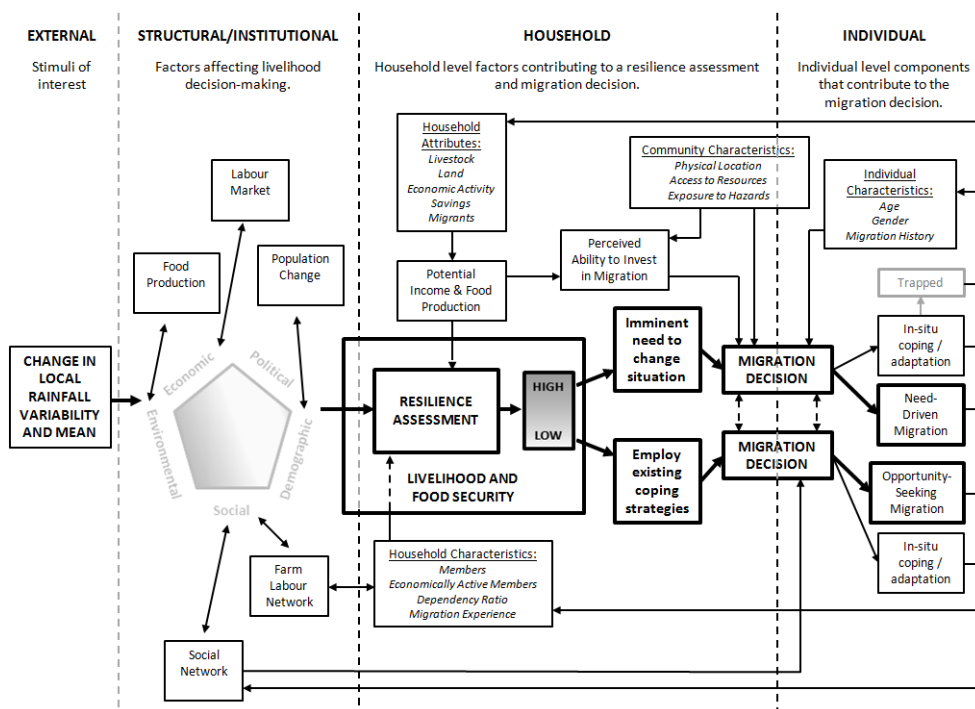 EXTERNAL
Stimuli of
interest
STRUCTURAL/INSTITUTIONAL
Factors affecting livelihood
decision-making.
HOUSEHOLD
Household level factors contributing to a resilience assessment
and migration decision.
INDIVIDUAL
Individual level components
that contribute to the
migration decision.
CHANGE IN
LOCAL
RAINFALL
VARIABILITY
AND MEAN
Labour
Market
Food
Production
Population
Change
Economic
Political
Environmental
Demographic
Social
Farm
Labour
Network
Social
Network
Household
Attributes:
Livestock
Land
Economic Activity
Savings
Migrants
Potential
Income & Food
Production
Community Characteristics:
Physical Location
Access to Resources
Exposure to Hazards
Perceived
Ability to Invest
in Migration
RESILIENCE
ASSESSMENT
HIGH
LOW
LIVELIHOOD AND
FOOD SECURITY
Imminent
need to
change
situation
Employ
existing
coping
strategies
Household Characteristics:
Members
Economically Active Members
Dependency Ratio
Migration Experience
MIGRATION
DECISION
MIGRATION
DECISION
Individual
Characteristics:
Age
Gender
Migration History
Trapped
In-situ
coping /
adaptation
Need-
Driven
Migration
Opportunity-
Seeking
Migration
In-situ
coping /
adaptation